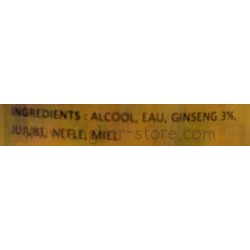 INGREDIENTS : ALCOOL, EAU, GINSENG 3%,
JUJUBE, NEFLE, MIEL